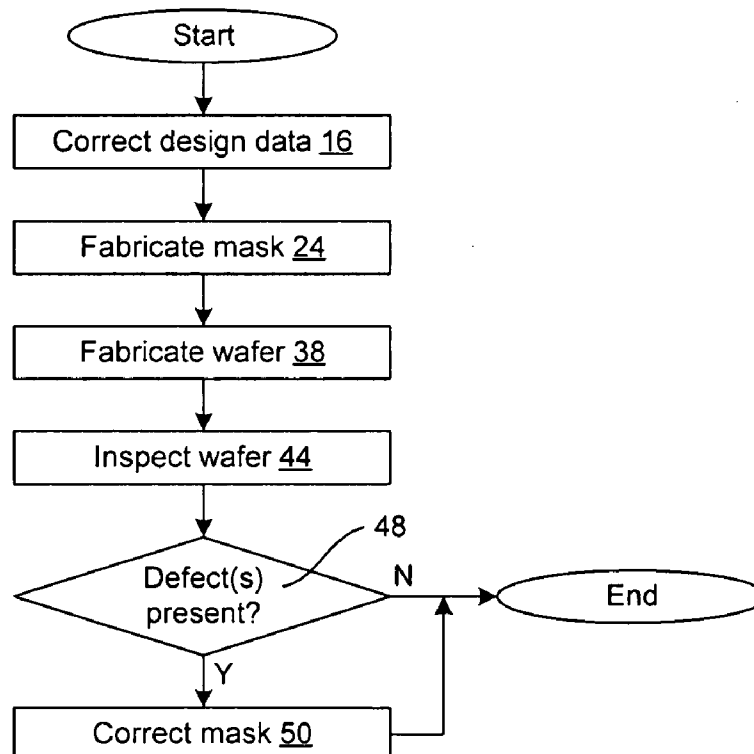 Start
Correct design data 16
Fabricate mask 24
Fabricate wafer 38
Inspect wafer 44
48
Defect(s)
present?
N
End
Y
Correct mask 50